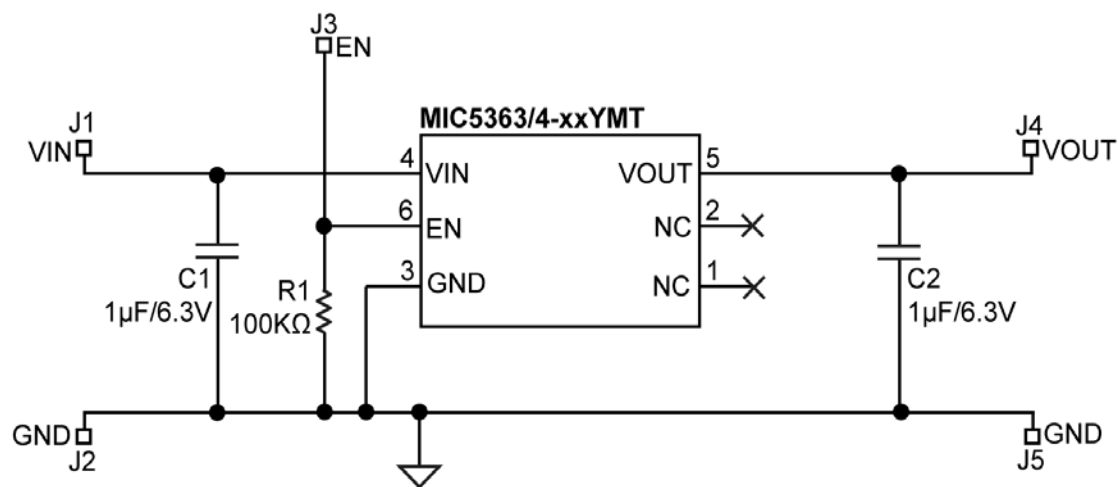 J3
EN
MIC5363/4-xxYMT
J1
VIN
J4
VOUT
4
VIN
VOUT
5
6
EN
NC
2
3
GND
NC
1
C1
1µF/6.3V
R1
100KΩ
C2
1µF/6.3V
GND
J2
GND
J5